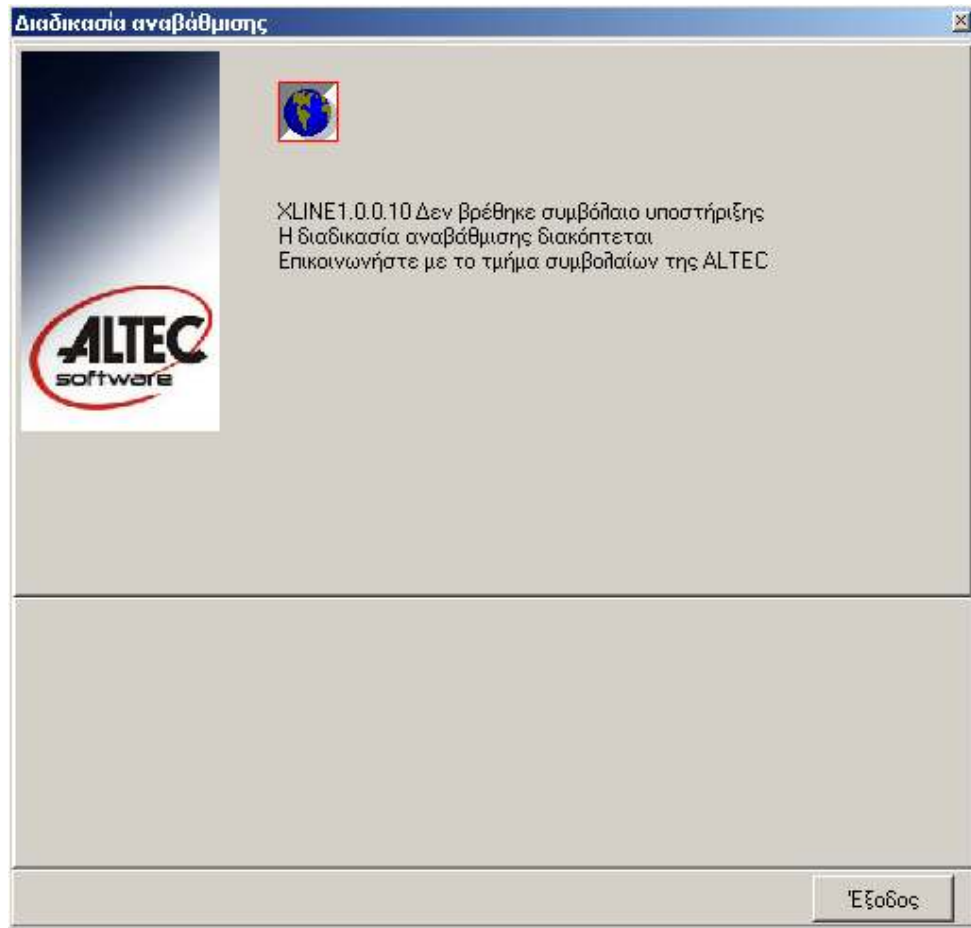 Διαδικασία αναβάθμισης
XLINE1.0.0.10 Δεν βρέθηκε συμβόλαιο υποστήριξης
Η διαδικασία αναβάθμισης διακόπτεται
Επικοινωνήστε με το τμήμα συμβολαίων της ALTEC
ALTEC
software
Έξοδος